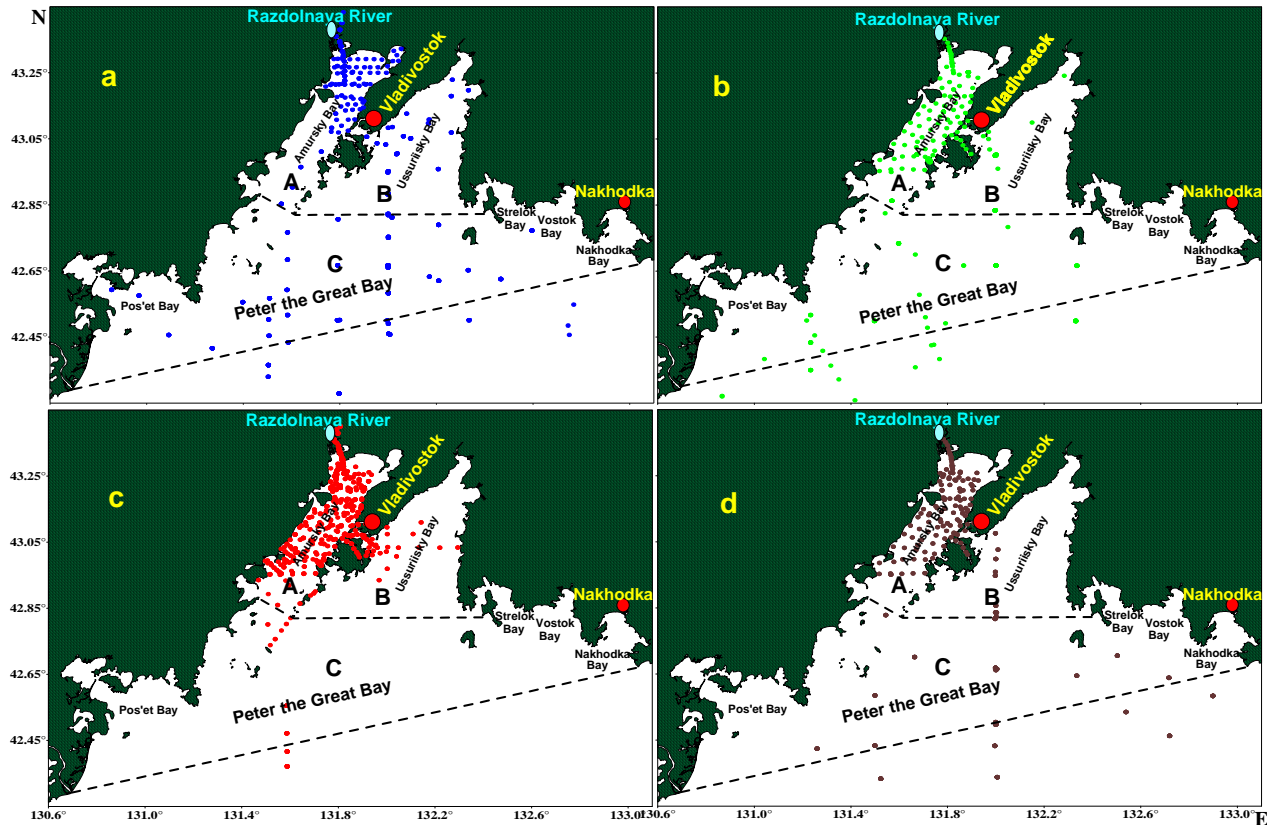 N
Razdolnaya River
a
43.25°
43.05°
42.85°
42.65°
42.45°
Vladivostok
Amursky Bay
Ussuriisky Bay
A
B
Nakhodka
Strelok
Bay
Vostok
Bay
Nakhodka
Bay
C
Pos'et Bay
Peter the Great Bay
Razdolnaya River
b
Vladivostok
Amursky Bay
Ussuriisky Bay
A
B
Nakhodka
Strelok
Bay
Vostok
Bay
Nakhodka
Bay
C
Pos'et Bay
Peter the Great Bay
Razdolnaya River
c
43.25°
43.05°
42.85°
42.65°
42.45°
Vladivostok
Amursky Bay
Ussuriisky Bay
A
B
Nakhodka
Strelok
Bay
Vostok
Bay
Nakhodka
Bay
C
Pos'et Bay
Peter the Great Bay
130.6° 131.0° 131.4° 131.8° 132.2° 132.6° 133.0°
Razdolnaya River
d
Vladivostok
Amursky Bay
Ussuriisky Bay
A
B
Nakhodka
Strelok
Bay
Vostok
Bay
Nakhodka
Bay
C
Pos'et Bay
Peter the Great Bay
130.6° 131.0° 131.4° 131.8° 132.2° 132.6° 133.0° E